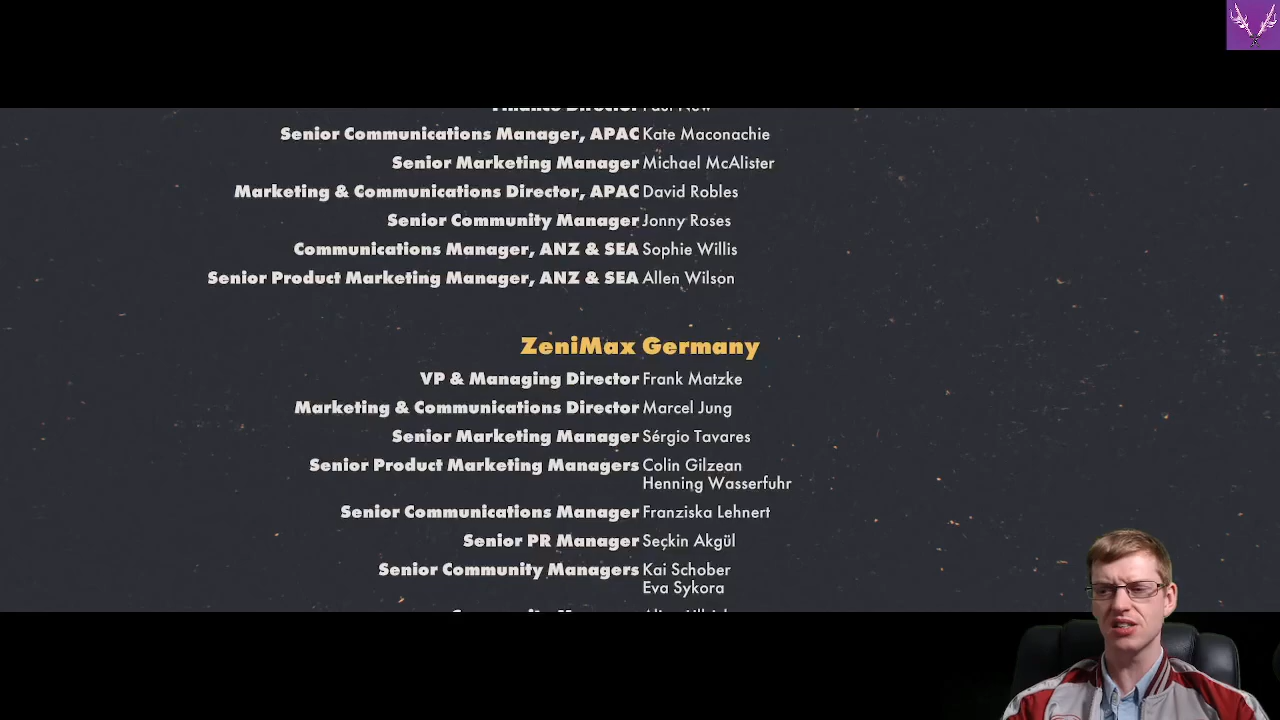 Finance Director Paul New
Senior Communications Manager, APAC Kate Maconachie
Senior Marketing Manager Michael McAlister
Marketing & Communications Director, APAC David Robles
Senior Community Manager Jonny Roses
Communications Manager, ANZ & SEA Sophie Willis
Senior Product Marketing Manager, ANZ & SEA Allen Wilson
ZeniMax Germany
VP & Managing Director Frank Matzke
Marketing & Communications Director Marcel Jung
Senior Marketing Manager Sérgio Tavares
Senior Product Marketing Managers Colin Gilzean
Henning Wasserfuhr
Senior Communications Manager Franziska Lehnert
Senior PR Manager Seçkin Akgül
Senior Community Managers Kai Schober
Eva Sykora